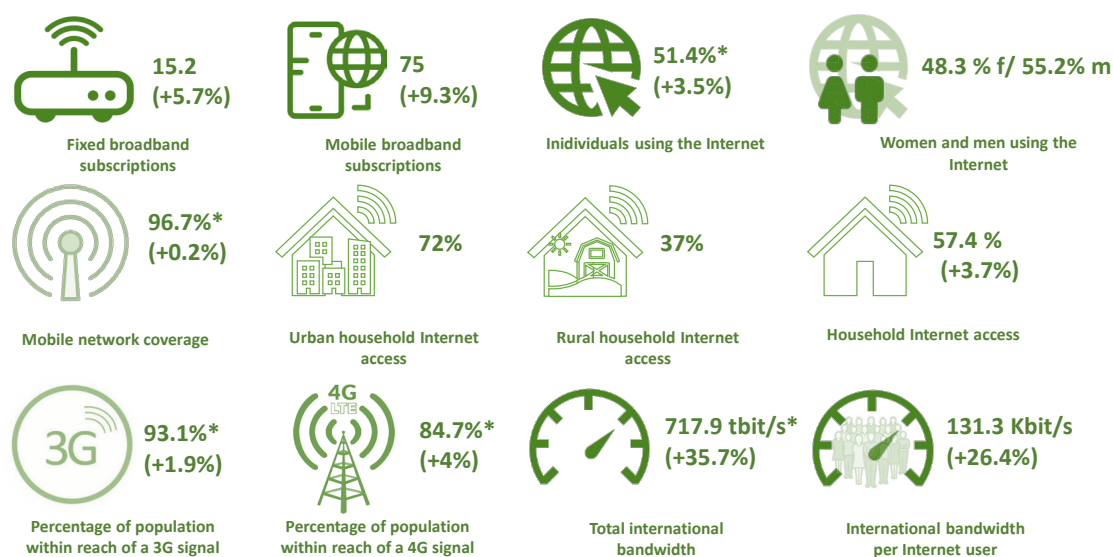 15.2
(+5.7%)
Fixed broadband
subscriptions
75
(+9.3%)
Mobile broadband
subscriptions
51.4%*
(+3.5%)
Inidividuals using the Internet
48.3 % f/ 55.2% m
Women and men using the
Internet
96.7%*
(+0.2%)
Mobile network coverage
72%
Urban household Internet
access
37%
Rural household Internet
access
57.4 %
(+3.7%)
Household Internet access
3G
93.1%*
(+1.9%)
Percentage of population
within reach of a 3G signal
4G
LTE
84.7%*
(+4%)
Percentage of population
within reach of a 4G signal
717.9 tbit/s*
(+35.7%)
Total international
bandwidth
131.3 Kbit/s
(+26.4%)
International bandwidth
per Internet user